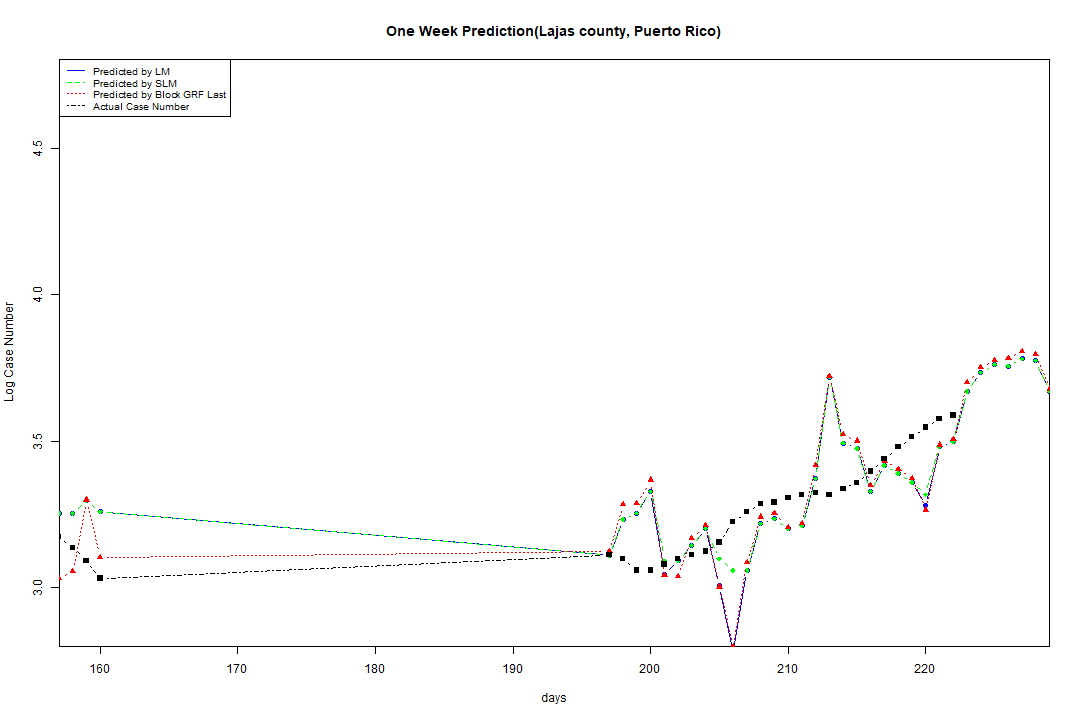 One Week Prediction(Lajas county, Puerto Rico)
Predicted by LM
Predicted by SLM
Predicted by Block GRF Last
Actual Case Number
4.5
4.0
3.5
3.0
Log Case Number
160 170 180 190 200 210 220
days